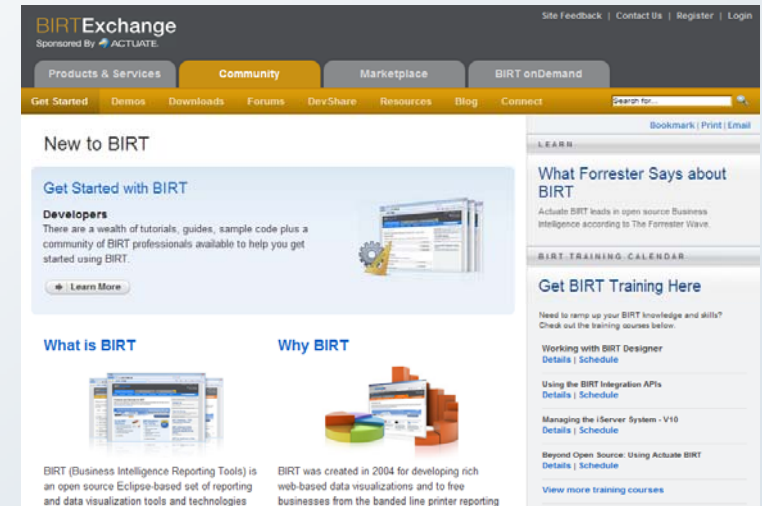 BIRTExchange
Sponsored By ACTUATE.
Site Feedback | Contact Us | Register | Login
Products & Services
Community
Marketplace
BIRT onDemand
Get Started
Demos
Downloads
Forums
DevShare
Resources
Blog
Connect
Search for...
Bookmark | Print | Email
New to BIRT
Get Started with BIRT
Developers
There are a wealth of tutorials, guides, sample code plus a
community of BIRT professionals available to help you get
started using BIRT.
Learn More
What is BIRT
BIRT (Business Intelligence Reporting Tools) is
an open source Eclipse-based set of reporting
and data visualization tools and technologies
Why BIRT
BIRT was created in 2004 for developing rich
web-based data visualizations and to free
businesses from the banded line printer reporting
LEARN
What Forrester Says about
BIRT
Actuate BIRT leads in open source Business
Intelligence according to The Forrester Wave.
BIRT TRAINING CALENDAR
Get BIRT Training Here
Need to ramp up your BIRT knowledge and skills?
Check out the training courses below.
Working with BIRT Designer
Details | Schedule
Using the BIRT Integration APIs
Details | Schedule
Managing the iServer System - V10
Details | Schedule
Beyond Open Source: Using Actuate BIRT
Details | Schedule
View more training courses